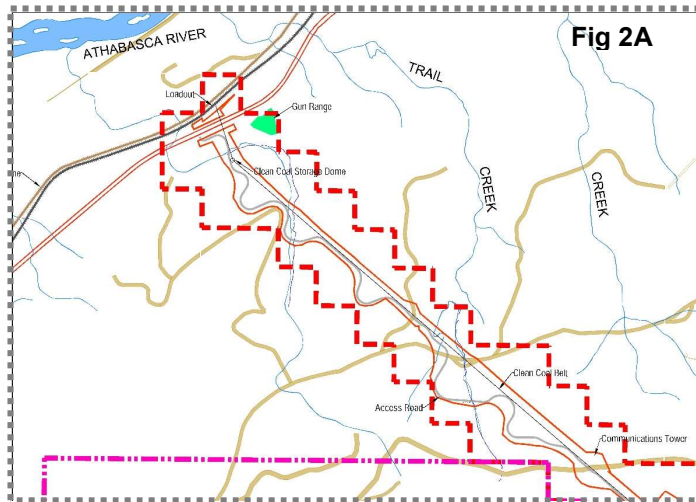 Fig 2A
ATHABASCA RIVER
TRAIL
Loadout
Gun Range
Clean Coal Storage Dome
CREEK
CREEK
Clean Coal Belt
Access Road
Communications Tower